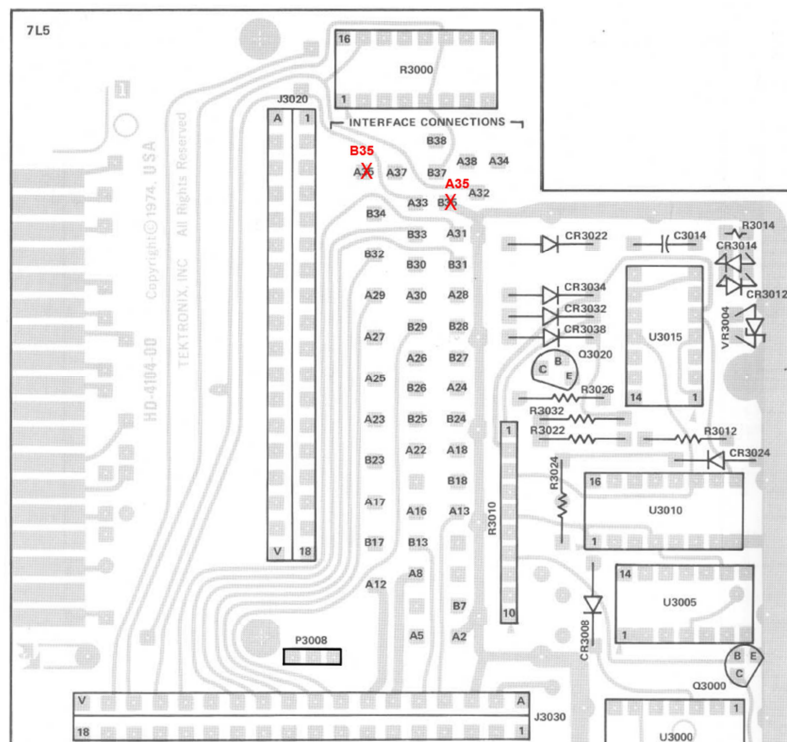 7L5
16
R3000
1
J3020
A 1
INTERFACE CONNECTIONS
B38
B35
A35
A37
B37
A38
A34
A35
A32
A33
B35
B34
B33
A31
B32
B30
B31
A29
A30
A28
B29
B28
A27
A26
B27
A25
B26
A24
A23
B25
B24
A22
A18
B23
B18
A17
A16
A13
B17
B13
A8
A12
B7
A5
A2
V 18
HD-4104-00 Copyright © 1974, USA
TEKTRONIX, INC All Rights Reserved
1
P3008
V A
18 1
J3030
CR3022
C3014
R3014
CR3014
CR3012
VR3004
CR3034
CR3032
CR3038
U3015
14 1
Q3020
C B E
R3026
R3032
R3022
R3012
CR3024
R3024
1
R3010
10
16
U3010
1
14
U3005
1
CR3008
B E
C
Q3000
1
U3000